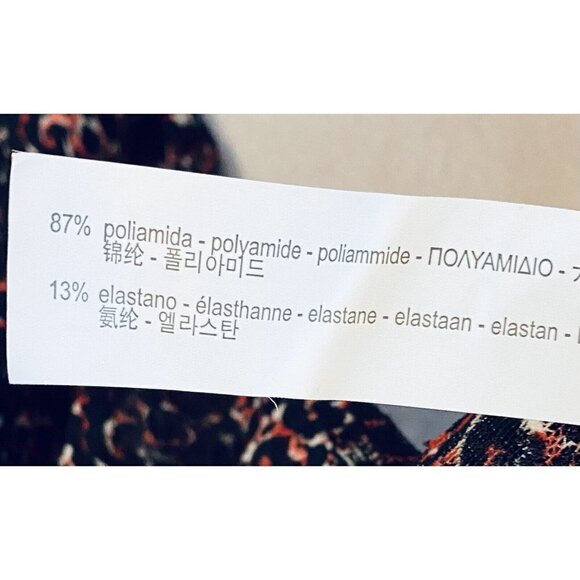 87% poliamida - polyamide - poliammide - ΠΟΛΥΑΜΙΔΙΟ -
锦纶 - 폴리아미드
13% elastano - élasthanne - elastane - elastaan - elastan -
氨纶 - 엘라스탄